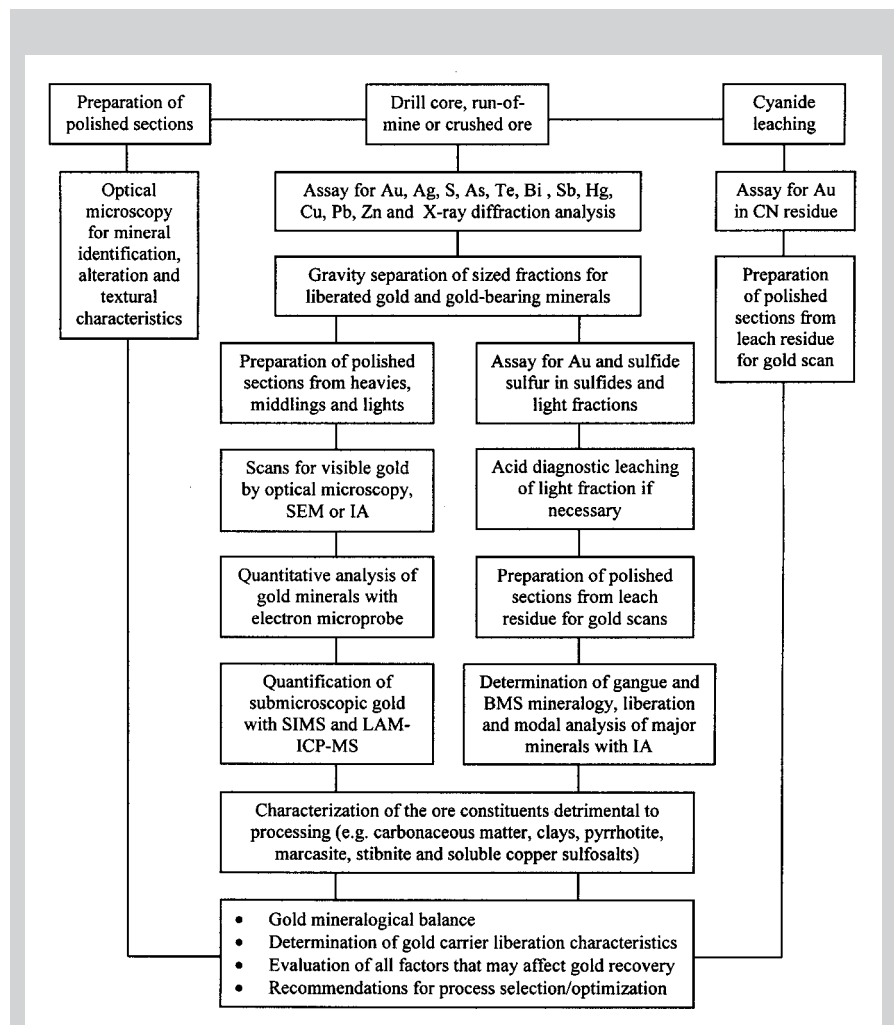 Preparation of
polished sections
Drill core, run-of-
mine or crushed ore
Cyanide
leaching
Optical
microscopy
for mineral
identification,
alteration and
textural
characteristics
Assay for Au, Ag, S, As, Te, Bi , Sb, Hg,
Cu, Pb, Zn and X-ray diffraction analysis
Assay for Au
in CN residue
Gravity separation of sized fractions for
liberated gold and gold-bearing minerals
Preparation
of polished
sections from
leach residue
for gold scan
Preparation of polished
sections from heavies,
middlings and lights
Assay for Au and sulfide
sulfur in sulfides and
light fractions
Scans for visible gold
by optical microscopy,
SEM or IA
Acid diagnostic leaching
of light fraction if
necessary
Quantitative analysis of
gold minerals with
electron microprobe
Preparation of polished
sections from leach
residue for gold scans
Quantification of
submicroscopic gold
with SIMS and LAM-
ICP-MS
Determination of gangue and
BMS mineralogy, liberation
and modal analysis of major
minerals with IA
Characterization of the ore constituents detrimental to
processing (e.g. carbonaceous matter, clays, pyrrhotite,
marcasite, stibnite and soluble copper sulfosalts)
• Gold mineralogical balance
• Determination of gold carrier liberation characteristics
• Evaluation of all factors that may affect gold recovery
• Recommendations for process selection/optimization